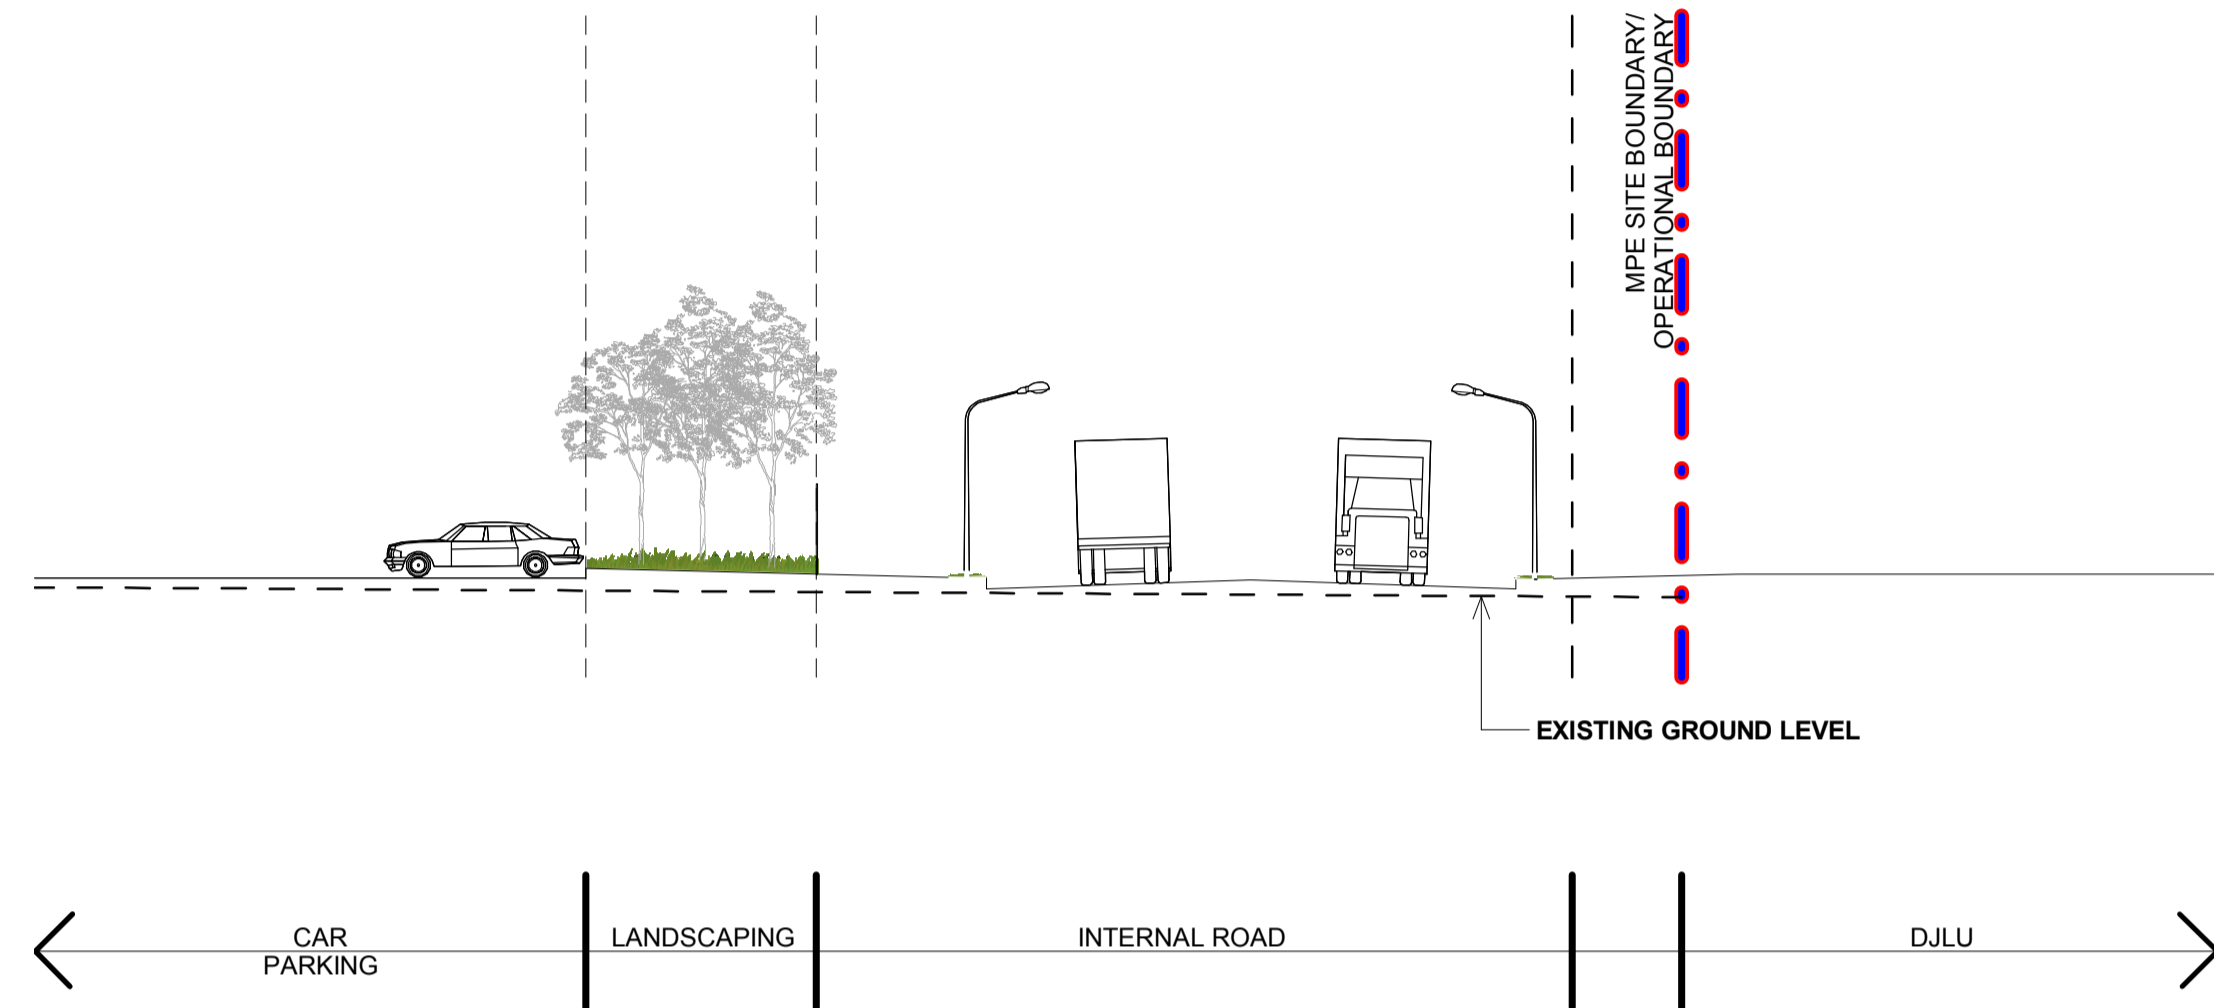 MPE SITE BOUNDARY/
OPERATIONAL BOUNDARY
EXISTING GROUND LEVEL
CAR
PARKING
LANDSCAPING
INTERNAL ROAD
DJLU